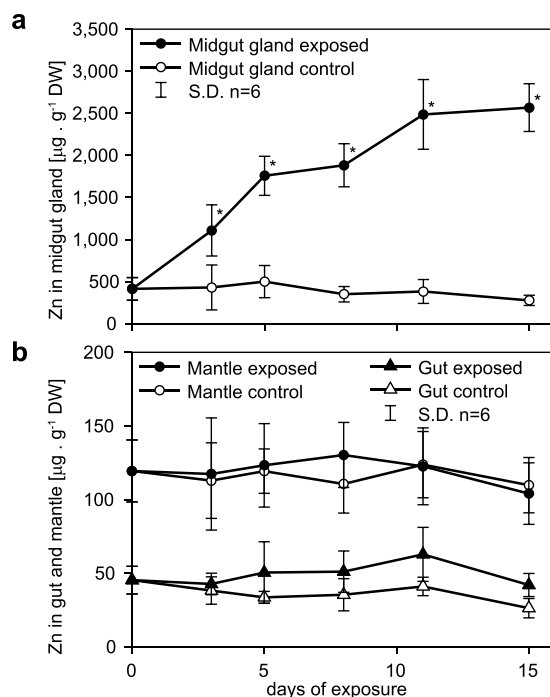 a
Zn in midgut gland [µg . g⁻¹ DW]
3,500
3,000
2,500
2,000
1,500
1,000
500
0
Midgut gland exposed
Midgut gland control
S.D. n=6
*
*
*
*
*
b
Zn in gut and mantle [µg . g⁻¹ DW]
200
150
100
50
0
Mantle exposed
Mantle control
Gut exposed
Gut control
S.D. n=6
0 5 10 15
days of exposure